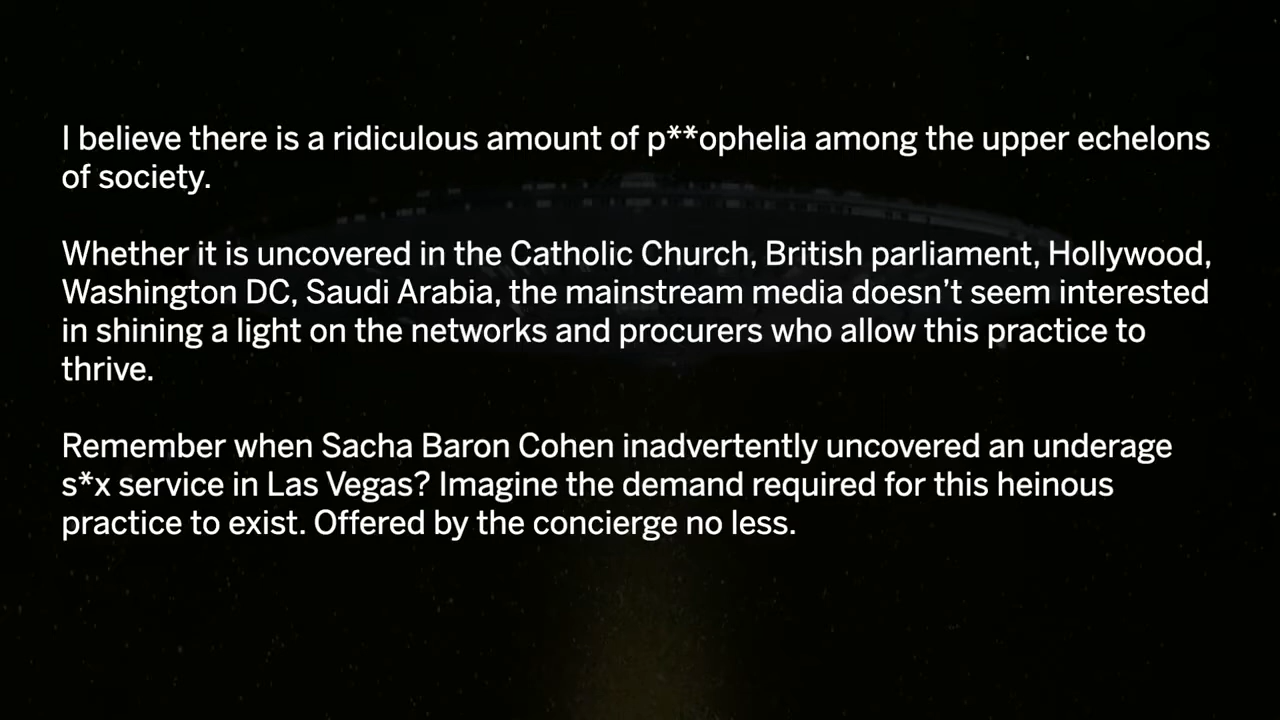 I believe there is a ridiculous amount of p**ophelia among the upper echelons
of society.
Whether it is uncovered in the Catholic Church, British parliament, Hollywood,
Washington DC, Saudi Arabia, the mainstream media doesn’t seem interested
in shining a light on the networks and procurers who allow this practice to
thrive.
Remember when Sacha Baron Cohen inadvertently uncovered an underage
s*x service in Las Vegas? Imagine the demand required for this heinous
practice to exist. Offered by the concierge no less.